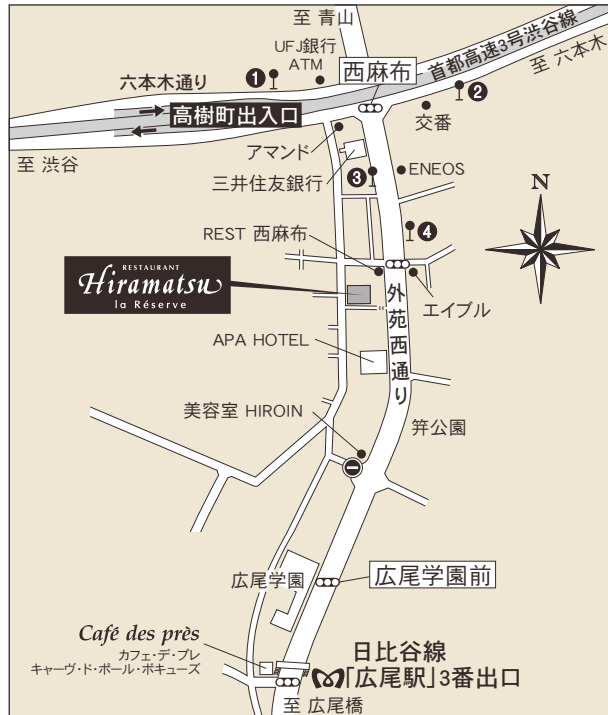 至 青山
UFJ銀行
ATM
首都高速3号渋谷線
至 六本木
六本木通り
❶
西麻布
❷
高樹町出入口
交番
至 渋谷
アマンド
三井住友銀行
❸
ENEOS
N
REST 西麻布
❹
RESTAURANT
Hiramatsu
la Réserve
エイブル
外苑西通り
APA HOTEL
美容室 HIROIN
笄公園
広尾学園
広尾学園前
Café des près
カフェ・デ・プレ
キャーヴ・ド・ポール・ボキューズ
日比谷線
「広尾駅」3番出口
至 広尾橋